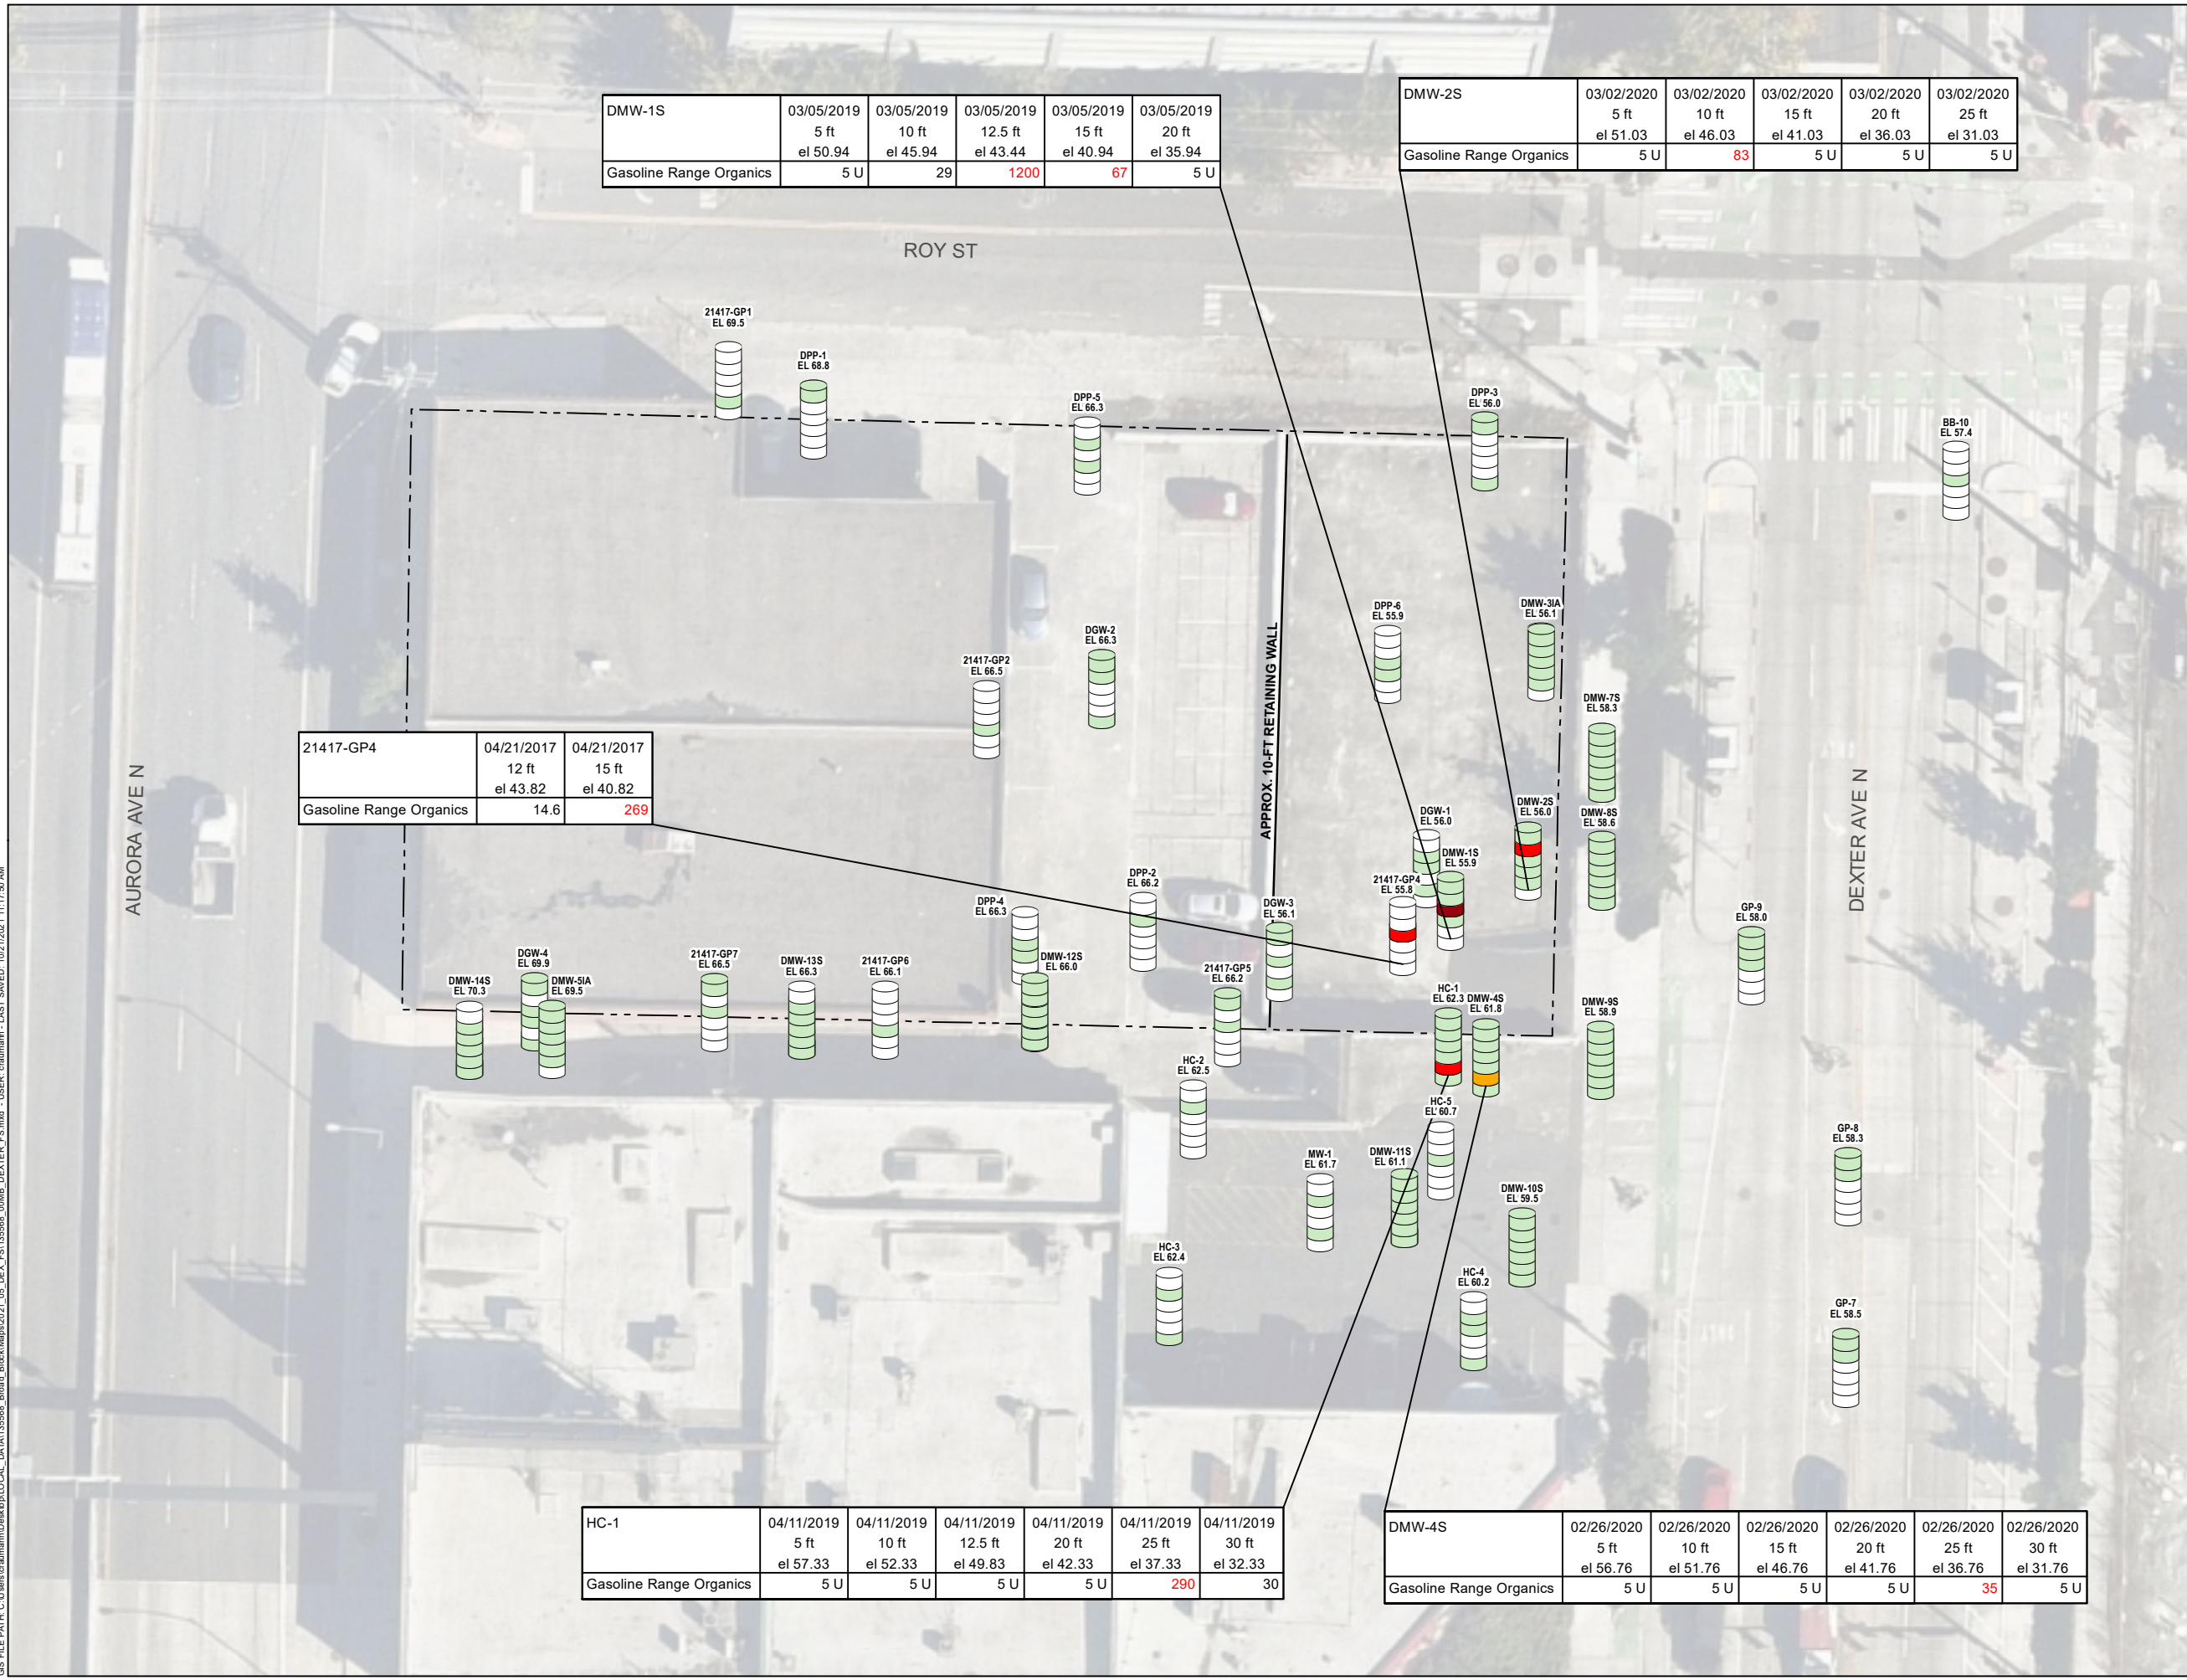 DMW-1S 03/05/2019 03/05/2019 03/05/2019 03/05/2019 03/05/2019
5 ft 10 ft 12.5 ft 15 ft 20 ft
el 50.94 el 45.94 el 43.44 el 40.94 el 35.94
Gasoline Range Organics 5 U 29 1200 67 5 U
DMW-2S 03/02/2020 03/02/2020 03/02/2020 03/02/2020 03/02/2020
5 ft 10 ft 15 ft 20 ft 25 ft
el 51.03 el 46.03 el 41.03 el 36.03 el 31.03
Gasoline Range Organics 5 U 83 5 U 5 U 5 U
ROY ST
21417-GP1
EL 69.5
DPP-1
EL 68.8
DPP-5
EL 66.3
DPP-3
EL 56.0
BB-10
EL 57.4
DPP-6
EL 55.9
DMW-3IA
EL 56.1
DGW-2
EL 66.3
21417-GP2
EL 66.5
DMW-7S
EL 58.3
APPROX. 10-FT RETAINING WALL
21417-GP4 04/21/2017 04/21/2017
12 ft 15 ft
el 43.82 el 40.82
Gasoline Range Organics 14.6 269
AURORA AVE N
DEXTER AVE N
DGW-1
EL 56.0
DMW-2S
EL 56.0
DMW-8S
EL 58.6
DMW-1S
EL 55.9
21417-GP4
EL 55.8
DPP-2
EL 66.2
DPP-4
EL 66.3
DGW-3
EL 56.1
GP-9
EL 58.0
DGW-4
EL 69.9
21417-GP7
EL 66.5
DMW-13S
EL 66.3
21417-GP6
EL 66.1
DMW-12S
EL 66.0
21417-GP5
EL 66.2
DMW-14S
EL 70.3
DMW-5IA
EL 69.5
HC-1
EL 62.3
DMW-4S
EL 61.8
DMW-9S
EL 58.9
HC-2
EL 62.5
HC-5
EL 60.7
GP-8
EL 58.3
MW-1
EL 61.7
DMW-11S
EL 61.1
DMW-10S
EL 59.5
HC-3
EL 62.4
HC-4
EL 60.2
GP-7
EL 58.5
HC-1 04/11/2019 04/11/2019 04/11/2019 04/11/2019 04/11/2019 04/11/2019
5 ft 10 ft 12.5 ft 20 ft 25 ft 30 ft
el 57.33 el 52.33 el 49.83 el 42.33 el 37.33 el 32.33
Gasoline Range Organics 5 U 5 U 5 U 5 U 290 30
DMW-4S 02/26/2020 02/26/2020 02/26/2020 02/26/2020 02/26/2020 02/26/2020
5 ft 10 ft 15 ft 20 ft 25 ft 30 ft
el 56.76 el 51.76 el 46.76 el 41.76 el 36.76 el 31.76
Gasoline Range Organics 5 U 5 U 5 U 5 U 35 5 U